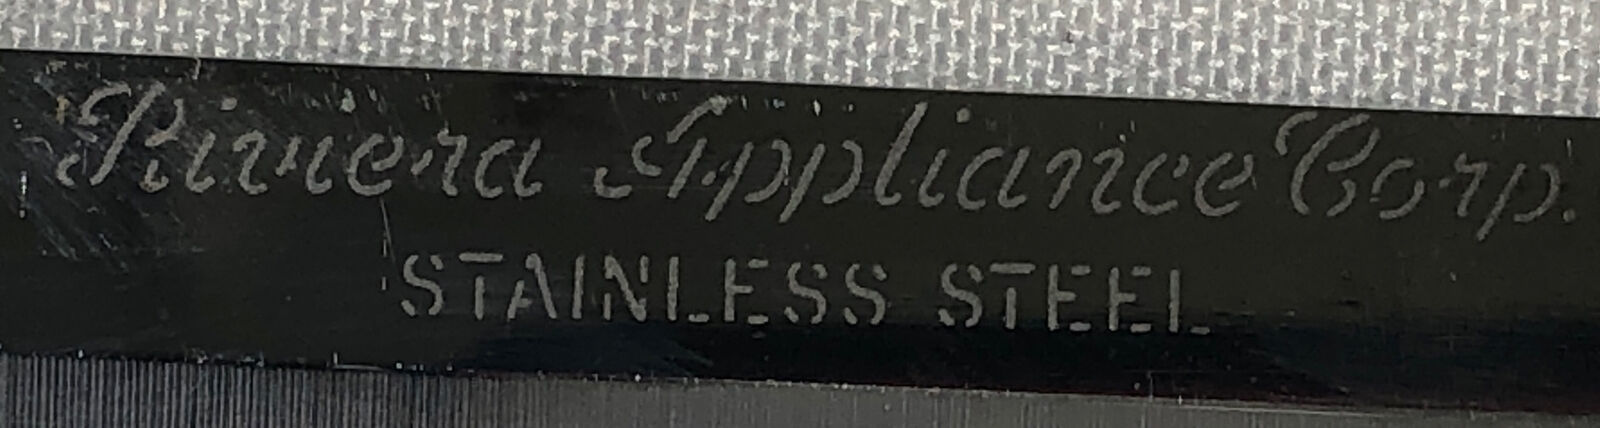 Riviera Appliance Corp.
STAINLESS STEEL